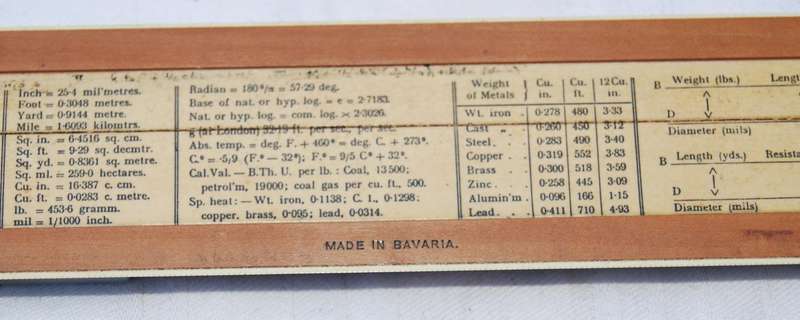 Inch = 25·4 mil'metres.
Foot = 0·3048 metres.
Yard = 0·9144 metre.
Mile = 1·6093 kilomtrs.
Sq. in. = 6·4516 sq. cm.
Sq. ft. = 9·29 sq. decmtr.
Sq. yd. = 0·8361 sq. metre.
Sq. ml. = 259·0 hectares.
Cu. in. = 16·387 c. cm.
Cu. ft. = 0·0283 c. metre.
lb. = 453·6 gramm.
mil = 1/1000 inch.
Radian = 180°/π = 57·29 deg.
Base of nat. or hyp. log. = e = 2·7183.
Nat. or hyp. log. = com. log. × 2·3026.
g (at London) 32·19 ft. per sec., per sec.
Abs. temp. = deg. F. + 460° = deg. C. + 273°.
C.° = ·5/9 (F.° — 32°); F.° = 9/5 C° + 32°.
Cal. Val. — B.Th. U. per lb. : Coal, 13500;
petrol'm, 19000; coal gas per cu. ft., 500.
Sp. heat: — Wt. iron, 0·1138; C. I., 0·1298;
copper, brass, 0·095; lead, 0·0314.
Weight of Metals | Cu. in. | Cu. ft. | 12 Cu. in.
Wt. iron . 0·278 480 3·33
Cast „ . 0·260 450 3·12
Steel. . . 0·283 490 3·40
Copper . . 0·319 552 3·83
Brass . . 0·300 518 3·59
Zinc . . . 0·258 445 3·09
Alumin'm . 0·096 166 1·15
Lead . . . 0·411 710 4·93
B Weight (lbs.)
D
Diameter (mils)
B Length (yds.)
D
Diameter (mils)
MADE IN BAVARIA.